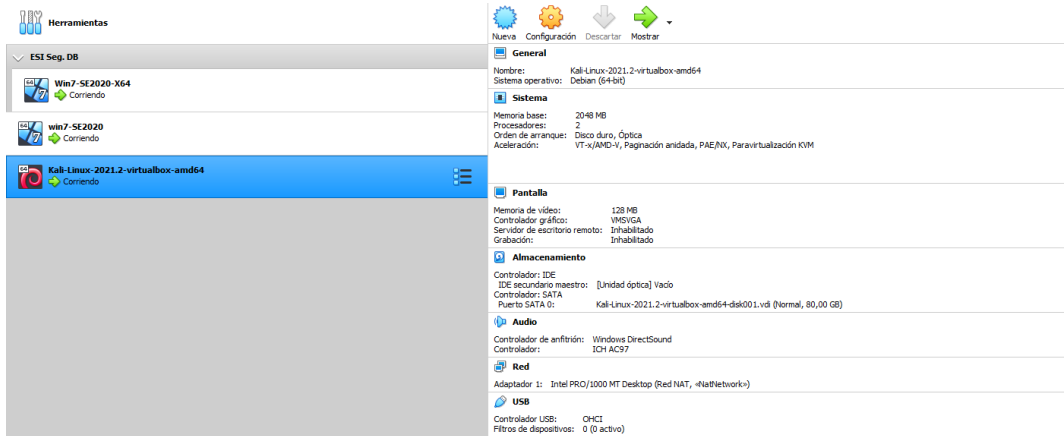 Herramientas
ESI Seg. DB
64
7
Win7-SE2020-X64
Corriendo
64
7
win7-SE2020
Corriendo
64
Kali-Linux-2021.2-virtualbox-amd64
Corriendo
Nueva Configuración Descartar Mostrar
General
Nombre: Kali-Linux-2021.2-virtualbox-amd64
Sistema operativo: Debian (64-bit)
Sistema
Memoria base: 2048 MB
Procesadores: 2
Orden de arranque: Disco duro, Óptica
Aceleración: VT-x/AMD-V, Paginación anidada, PAE/NX, Paravirtualización KVM
Pantalla
Memoria de vídeo: 128 MB
Controlador gráfico: VMSVGA
Servidor de escritorio remoto: Inhabilitado
Grabación: Inhabilitado
Almacenamiento
Controlador: IDE
IDE secundario maestro: [Unidad óptica] Vacío
Controlador: SATA
Puerto SATA 0: Kali-Linux-2021.2-virtualbox-amd64-disk001.vdi (Normal, 80,00 GB)
Audio
Controlador de anfitrión: Windows DirectSound
Controlador: ICH AC97
Red
Adaptador 1: Intel PRO/1000 MT Desktop (Red NAT, «NatNetwork»)
USB
Controlador USB: OHCI
Filtros de dispositivos: 0 (0 activo)